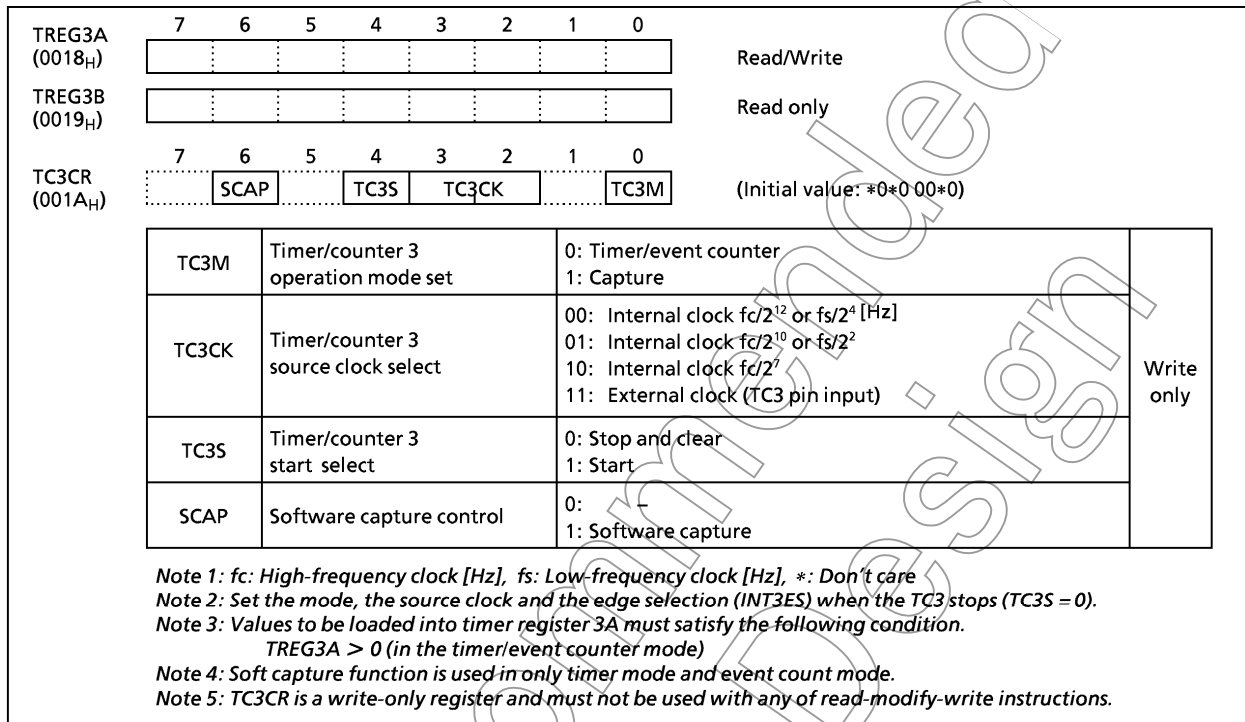 7 6 5 4 3 2 1 0
TREG3A
(0018H)
Read/Write
TREG3B
(0019H)
Read only
7 6 5 4 3 2 1 0
TC3CR
(001AH)
SCAP TC3S TC3CK TC3M
(Initial value: *0*0 00*0)
TC3M
Timer/counter 3
operation mode set
0: Timer/event counter
1: Capture
TC3CK
Timer/counter 3
source clock select
00: Internal clock fc/2¹² or fs/2⁴ [Hz]
01: Internal clock fc/2¹⁰ or fs/2²
10: Internal clock fc/2⁷
11: External clock (TC3 pin input)
TC3S
Timer/counter 3
start select
0: Stop and clear
1: Start
SCAP
Software capture control
0: –
1: Software capture
Write
only
Note 1: fc: High-frequency clock [Hz], fs: Low-frequency clock [Hz], *: Don't care
Note 2: Set the mode, the source clock and the edge selection (INT3ES) when the TC3 stops (TC3S = 0).
Note 3: Values to be loaded into timer register 3A must satisfy the following condition.
TREG3A > 0 (in the timer/event counter mode)
Note 4: Soft capture function is used in only timer mode and event count mode.
Note 5: TC3CR is a write-only register and must not be used with any of read-modify-write instructions.
ommended
Design